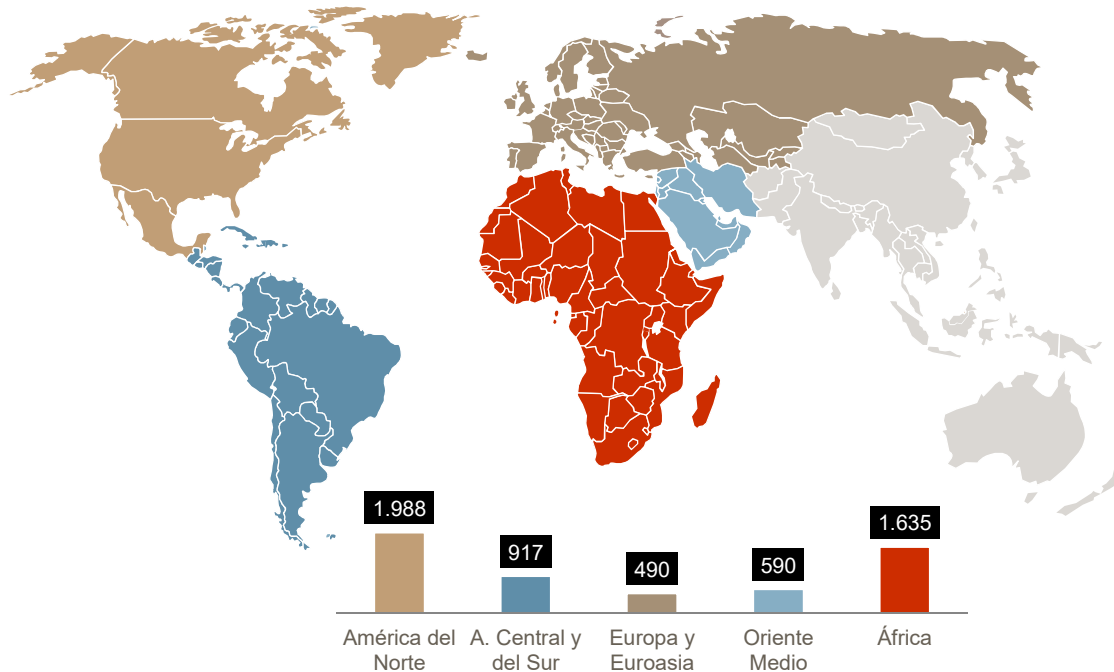 1.988
917
490
590
1.635
América del
Norte
A. Central y
del Sur
Europa y
Euroasia
Oriente
Medio
África